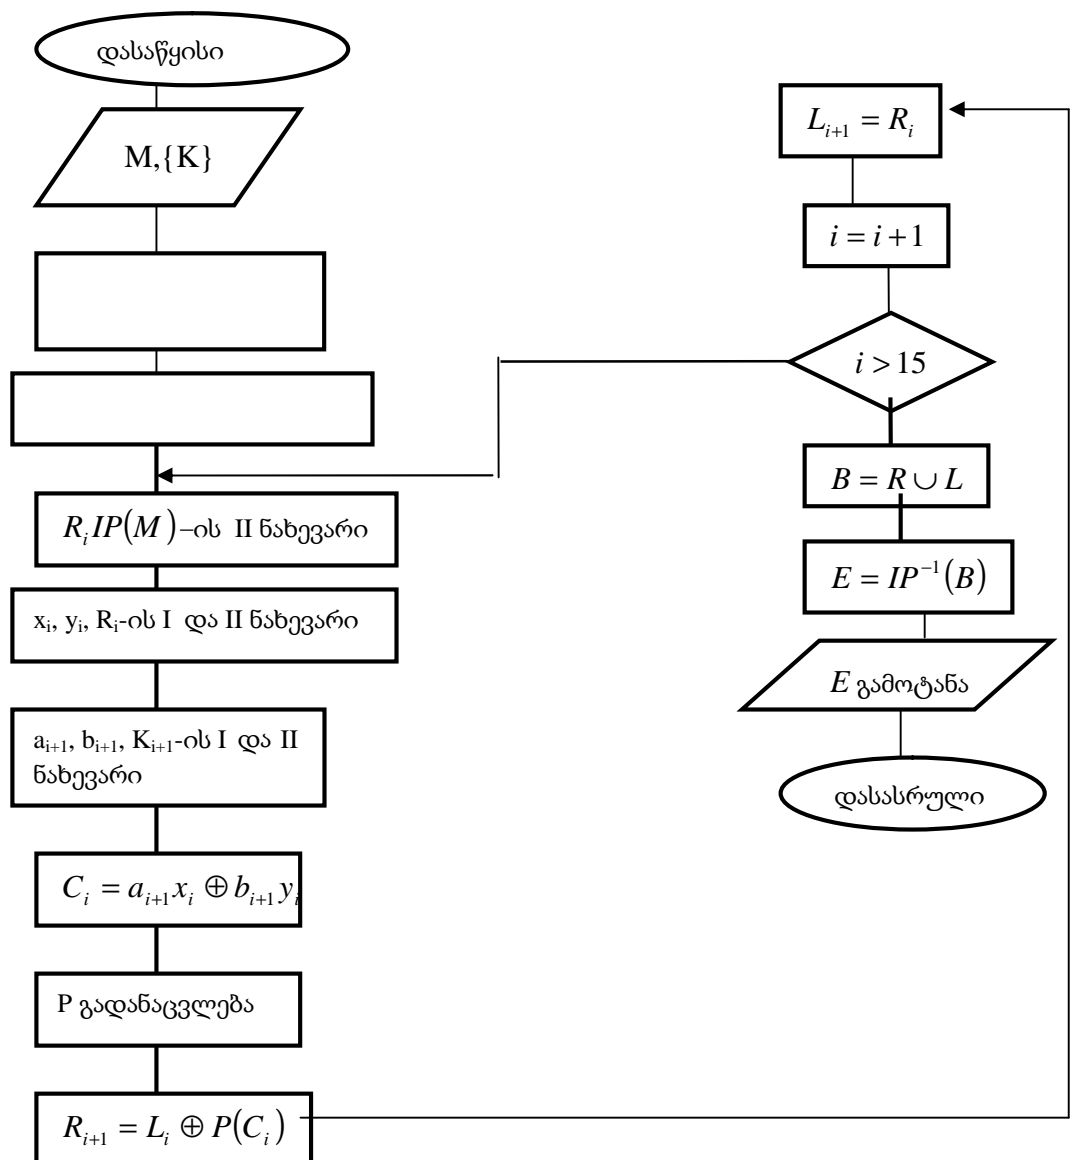 დასაწყისი
M,{K}
R_i IP(M)–ის II ნახევარი
x_i, y_i, R_i-ის I და II ნახევარი
a_{i+1}, b_{i+1}, K_{i+1}-ის I და II
ნახევარი
C_i = a_{i+1} x_i ⊕ b_{i+1} y_i
P გადანაცვლება
R_{i+1} = L_i ⊕ P(C_i)
L_{i+1} = R_i
i = i + 1
i > 15
B = R ∪ L
E = IP^{-1}(B)
E გამოტანა
დასასრული